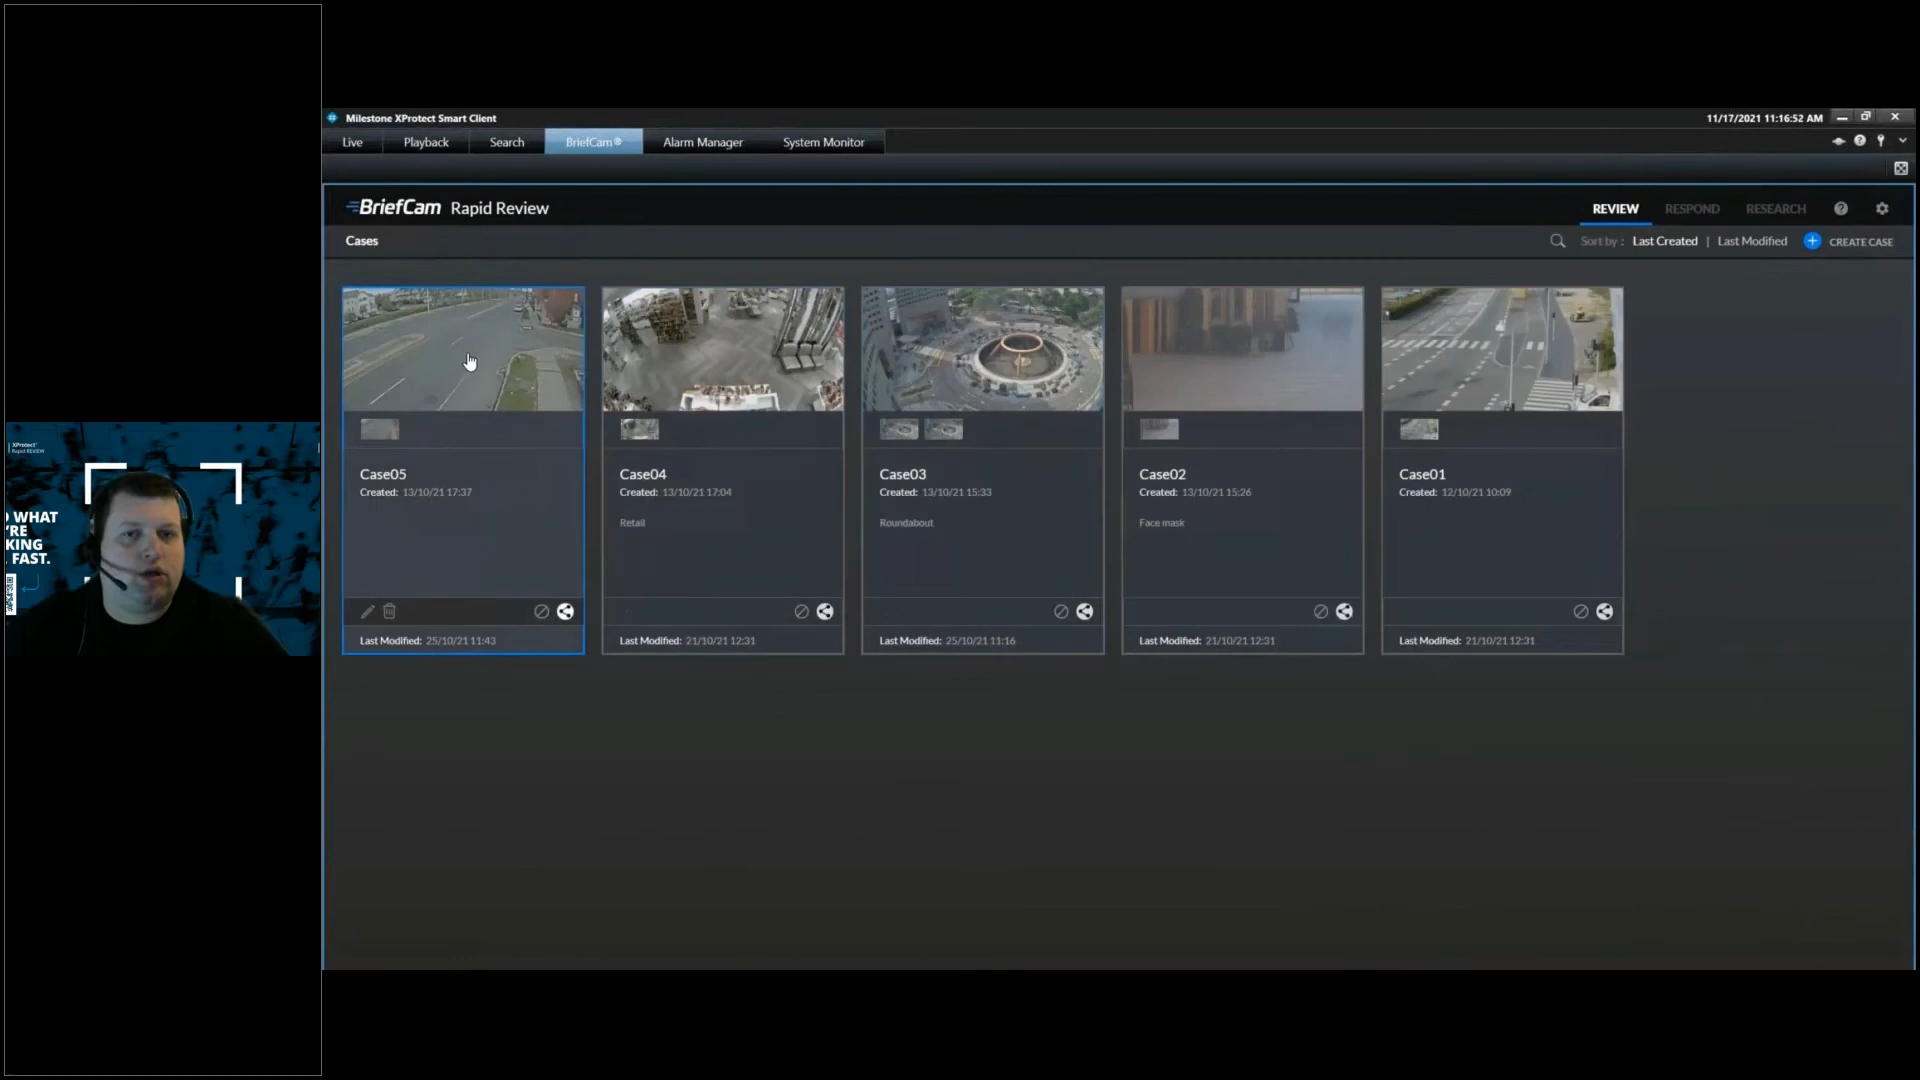 Milestone XProtect Smart Client
11/17/2021 11:16:52 AM
Live
Playback
Search
BriefCam®
Alarm Manager
System Monitor
BriefCam Rapid Review
REVIEW
RESPOND
RESEARCH
Cases
Sort by : Last Created | Last Modified
CREATE CASE
Case05
Created: 13/10/21 17:37
Last Modified: 25/10/21 11:43
Case04
Created: 13/10/21 17:04
Retail
Last Modified: 21/10/21 12:31
Case03
Created: 13/10/21 15:33
Roundabout
Last Modified: 25/10/21 11:16
Case02
Created: 13/10/21 15:26
Face mask
Last Modified: 21/10/21 12:31
Case01
Created: 12/10/21 10:09
Last Modified: 21/10/21 12:31
XProtect®
Rapid REVIEW
WHAT
'RE
KING
FAST.